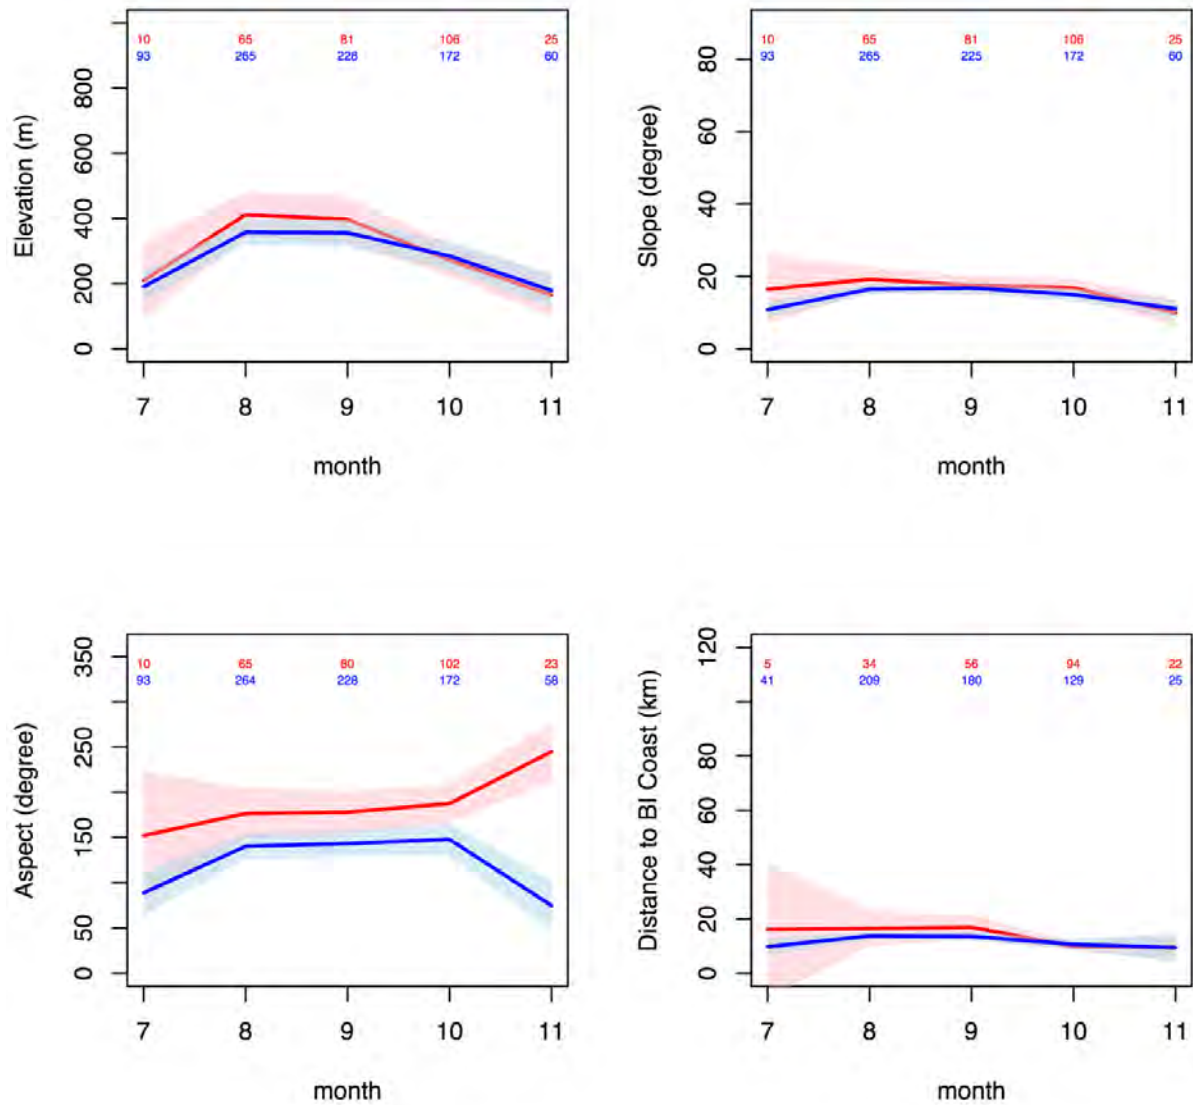 Elevation (m)
0 200 400 600 800
10 65 81 106 25
93 265 228 172 60
7 8 9 10 11
month
Slope (degree)
0 20 40 60 80
10 65 81 106 25
93 265 225 172 60
7 8 9 10 11
month
Aspect (degree)
0 50 150 250 350
10 65 80 102 23
93 264 228 172 58
7 8 9 10 11
month
Distance to BI Coast (km)
0 20 40 60 80 120
5 34 56 94 22
41 209 180 129 25
7 8 9 10 11
month